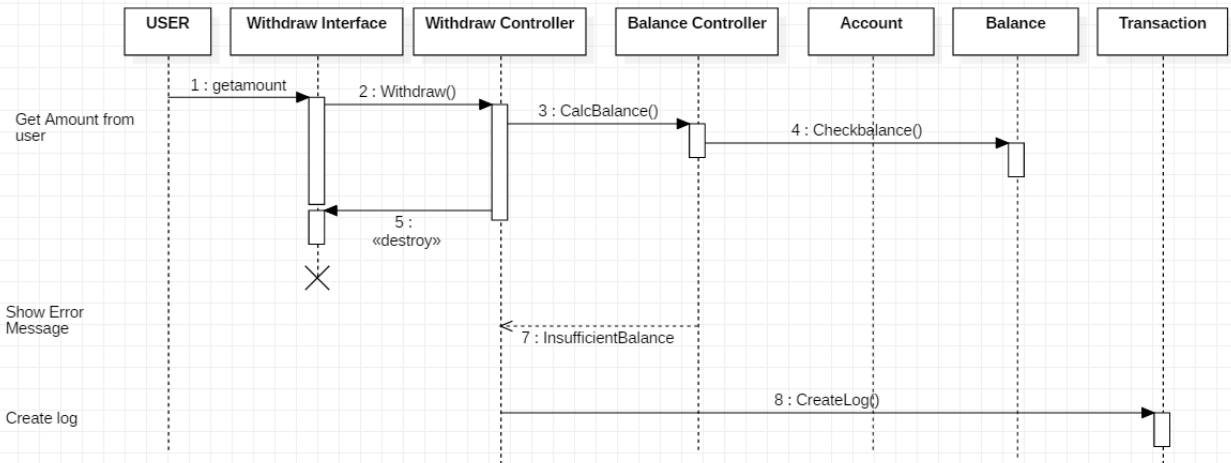 USER
Withdraw Interface
Withdraw Controller
Balance Controller
Account
Balance
Transaction
1 : getamount
2 : Withdraw()
3 : CalcBalance()
4 : Checkbalance()
Get Amount from
user
5 :
«destroy»
Show Error
Message
7 : InsufficientBalance
8 : CreateLog()
Create log